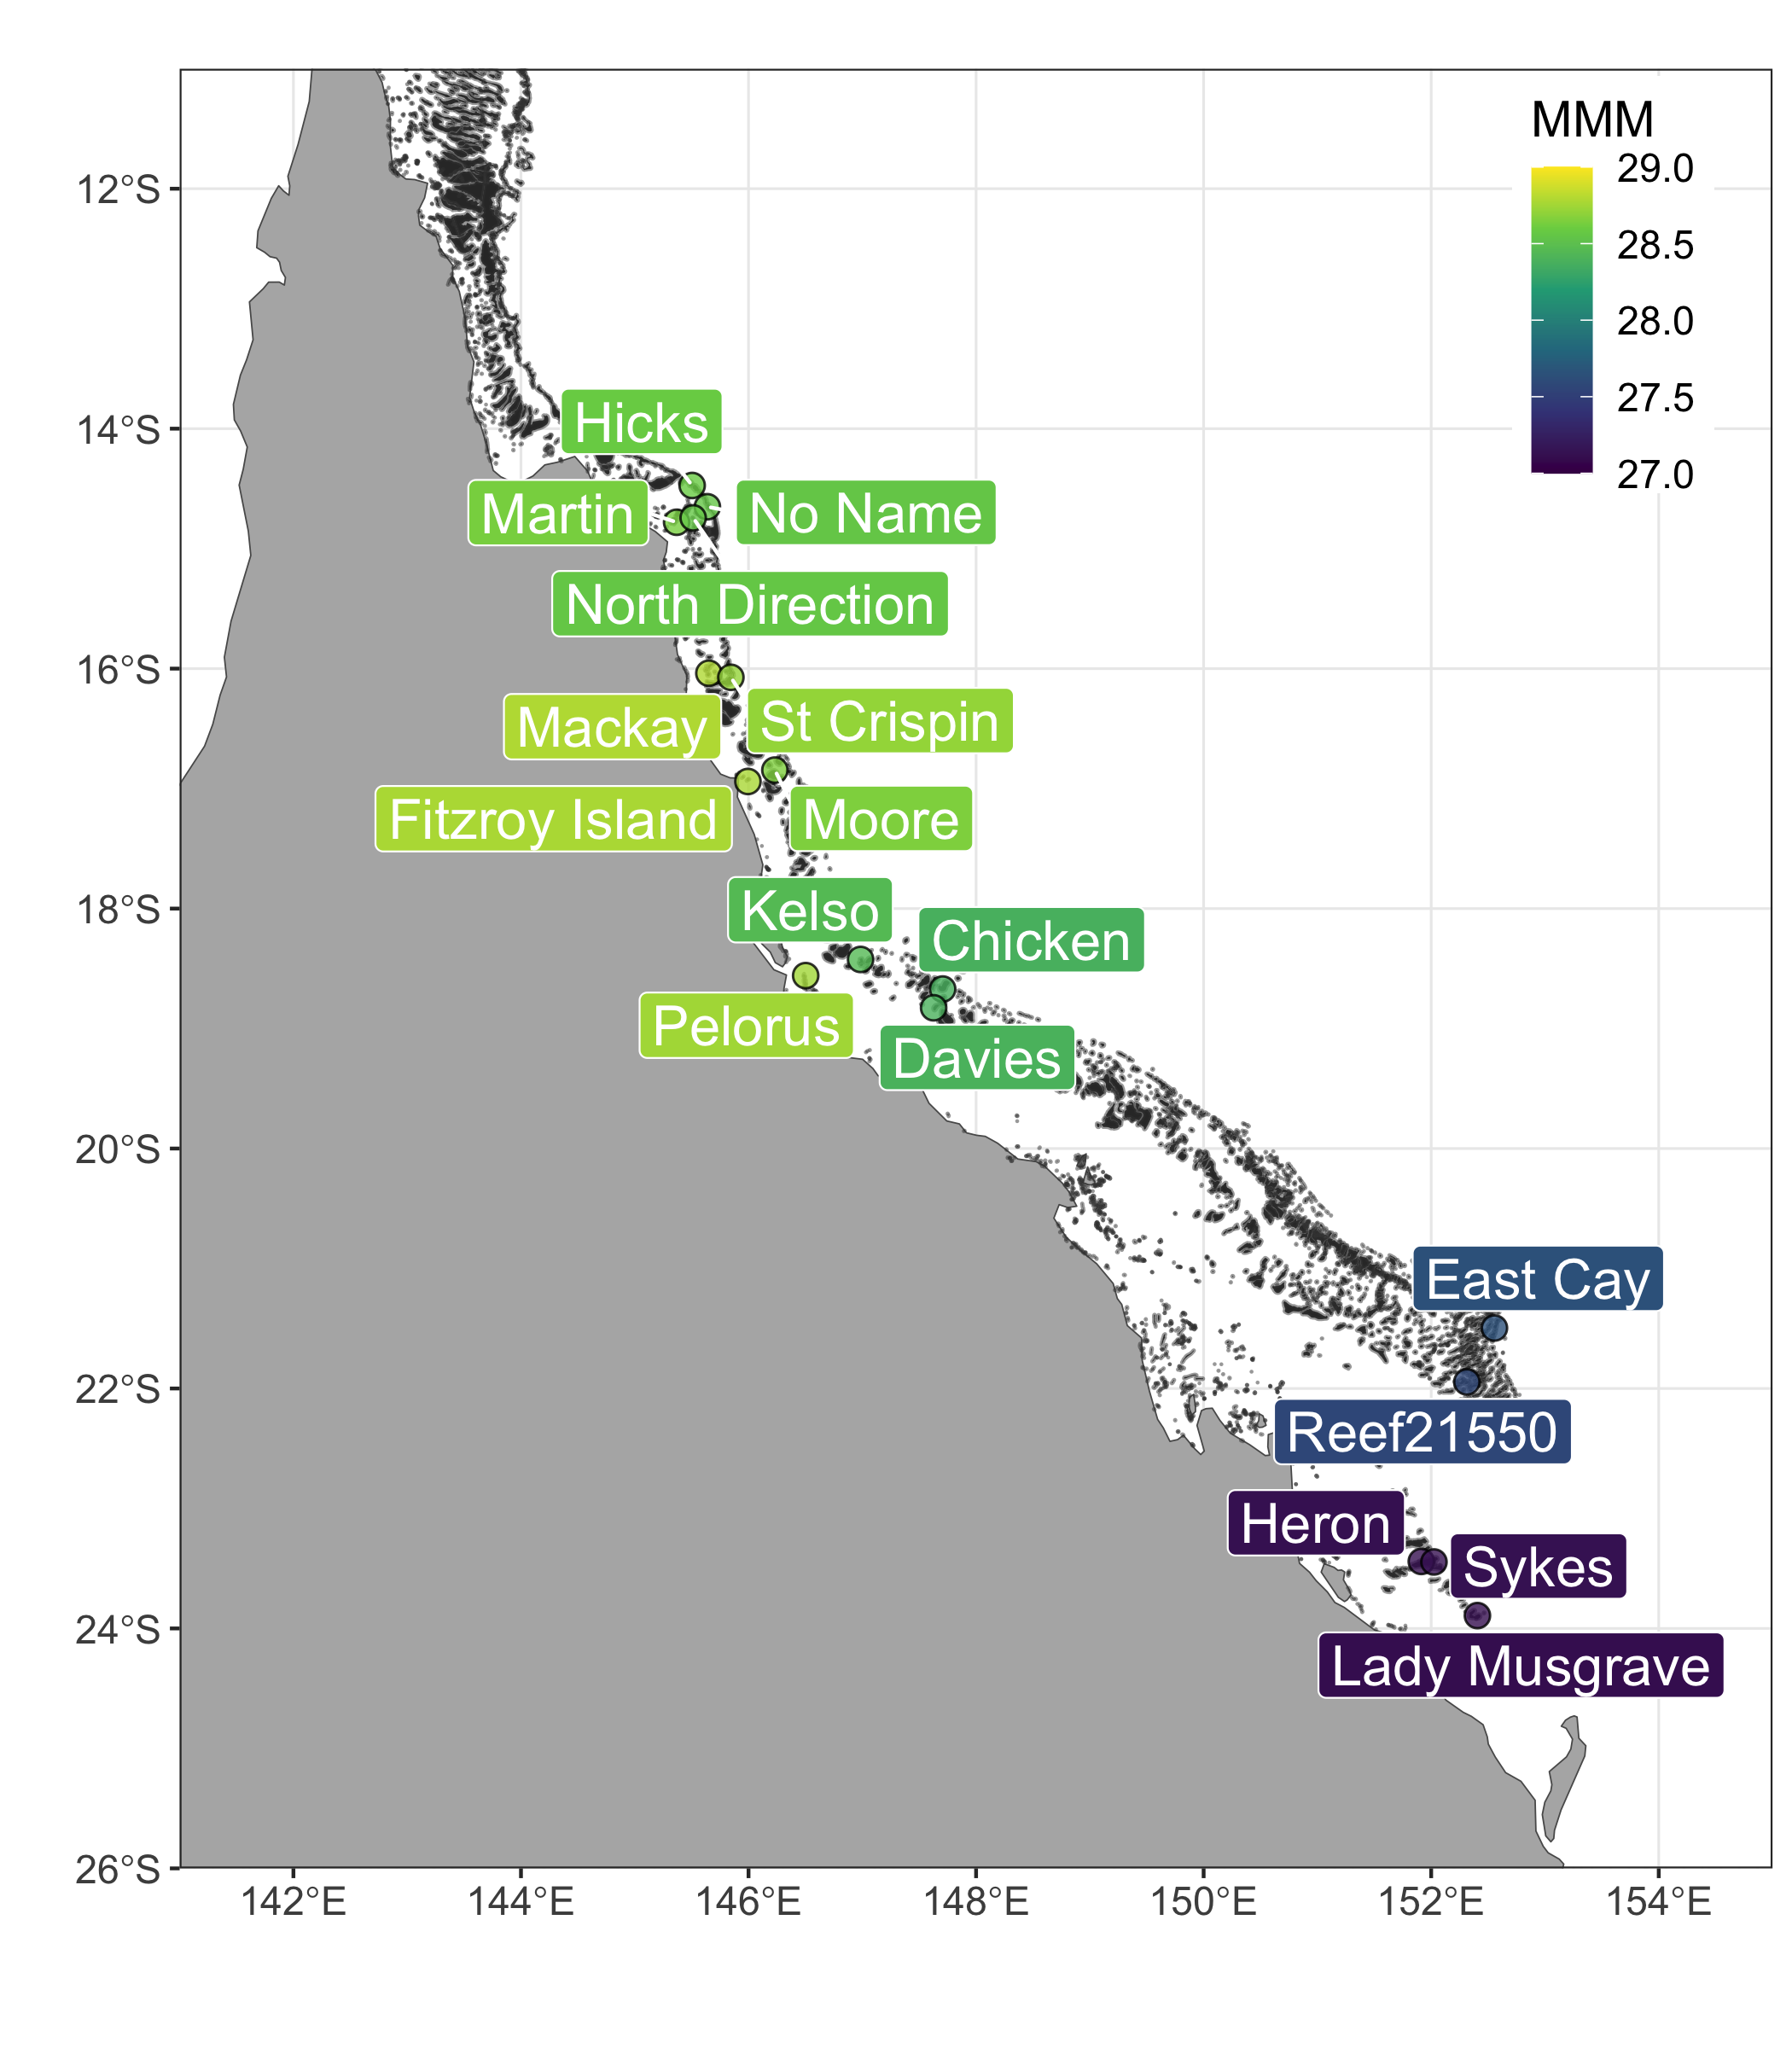 MMM
29.0
28.5
28.0
27.5
27.0
12°S
14°S
16°S
18°S
20°S
22°S
24°S
26°S
Hicks
Martin
No Name
North Direction
Mackay
St Crispin
Fitzroy Island
Moore
Kelso
Chicken
Pelorus
Davies
East Cay
Reef21550
Heron
Sykes
Lady Musgrave
142°E
144°E
146°E
148°E
150°E
152°E
154°E